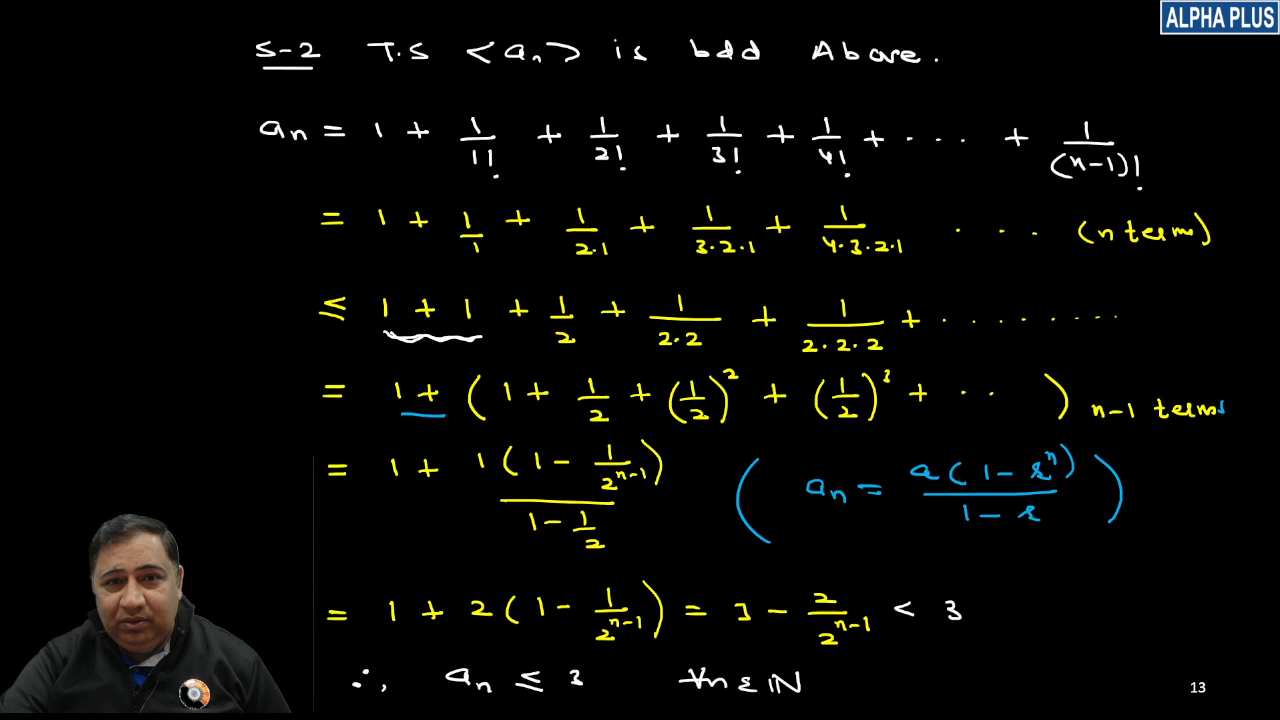 ALPHA PLUS
S-2 T.S <aₙ> is bdd Above.
aₙ = 1 + 1/1! + 1/2! + 1/3! + 1/4! + · · · · + 1/(n-1)!
= 1 + 1/1 + 1/2·1 + 1/3·2·1 + 1/4·3·2·1 · · · · (n terms)
≤ 1 + 1 + 1/2 + 1/2·2 + 1/2·2·2 + · · · · · · · ·
= 1 + (1 + 1/2 + (1/2)² + (1/2)³ + · · ) n-1 terms
= 1 + 1(1 - 1/2ⁿ⁻¹)/(1 - 1/2) (aₙ = a(1 - rⁿ)/(1 - r))
= 1 + 2(1 - 1/2ⁿ⁻¹) = 3 - 2/2ⁿ⁻¹ < 3
∴ aₙ ≤ 3 ∀n ε ℕ
13